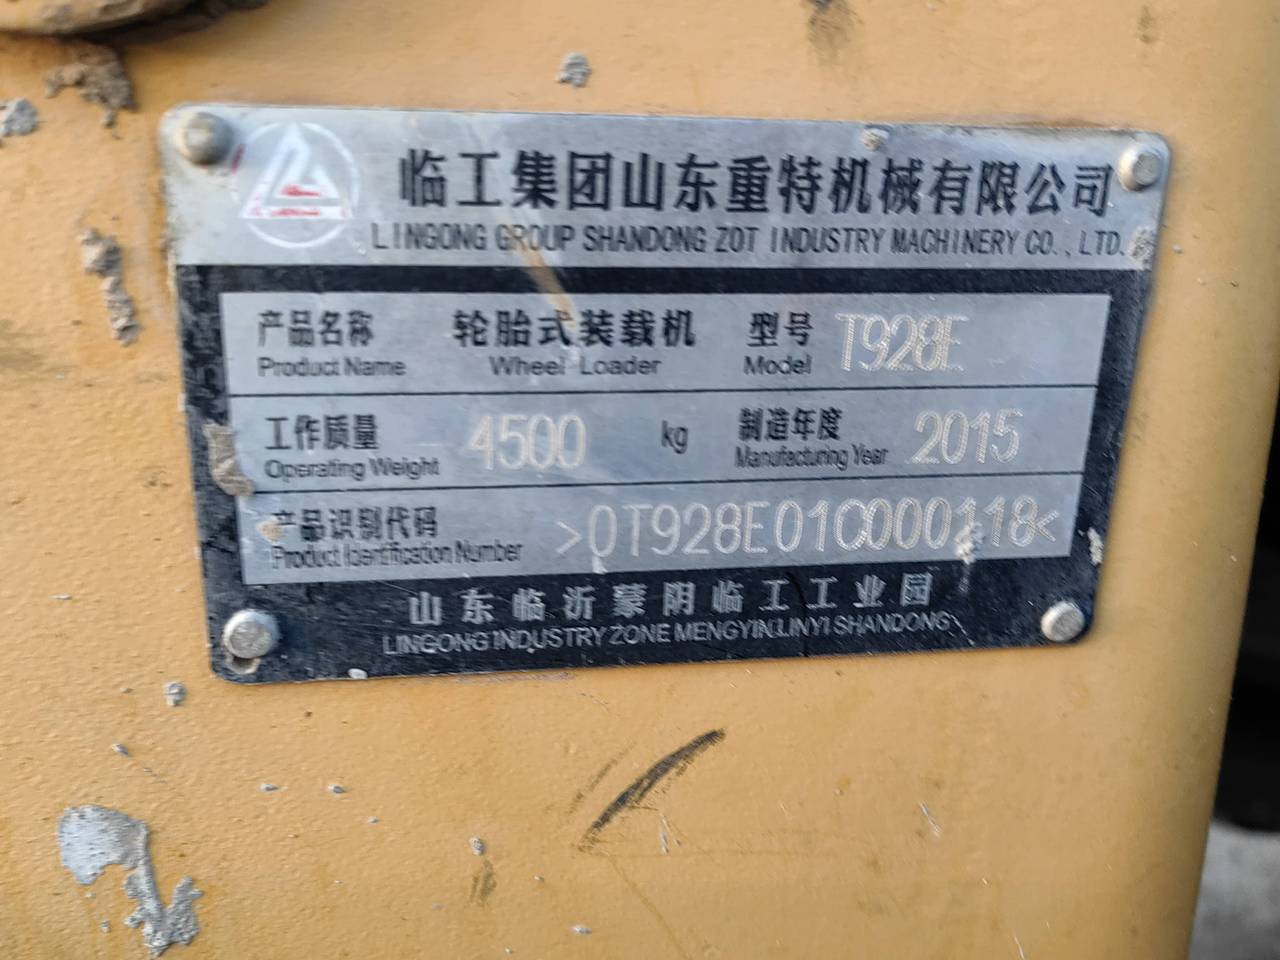 临工集团山东重特机械有限公司
LINGONG GROUP SHANDONG ZOT INDUSTRY MACHINERY CO., LTD.
产品名称 轮胎式装载机 型号 T928E
Product Name Wheel Loader Model
工作质量 4500 kg 制造年度 2015
Operating Weight Manufacturing Year
产品识别代码 >0T928E01C000118<
Product Identification Number
山东临沂蒙阴临工工业园
LINGONG INDUSTRY ZONE MENGYIN.LINYI SHANDONG